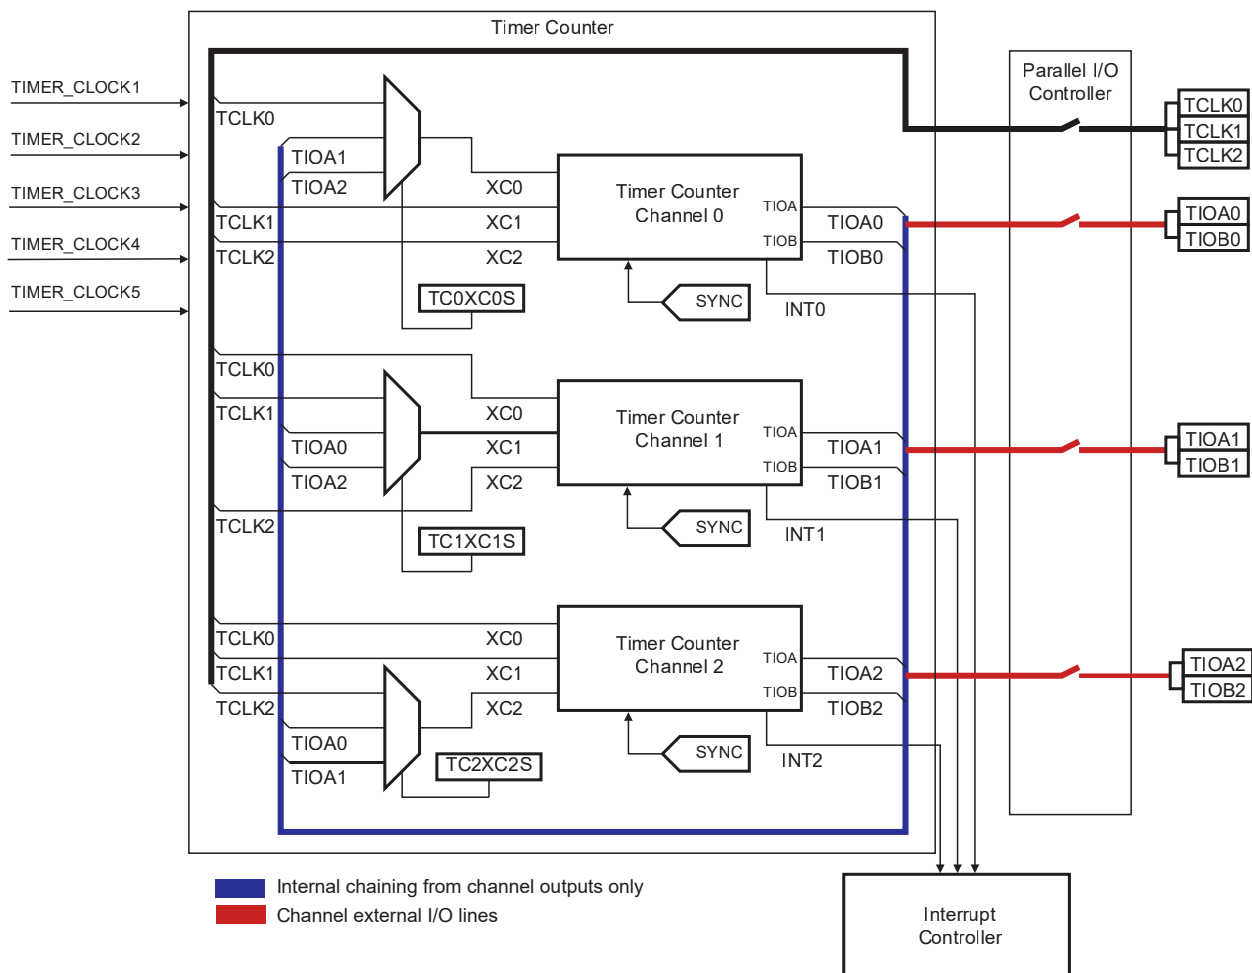 Timer Counter
Parallel I/O
Controller
TIMER_CLOCK1
TIMER_CLOCK2
TIMER_CLOCK3
TIMER_CLOCK4
TIMER_CLOCK5
TCLK0
TIOA1
TIOA2
TCLK1
TCLK2
XC0
XC1
XC2
Timer Counter
Channel 0
TIOA
TIOB
TIOA0
TIOB0
TC0XC0S
SYNC
INT0
TCLK0
TCLK1
TCLK2
TIOA0
TIOB0
TCLK0
TCLK1
TIOA0
TIOA2
TCLK2
XC0
XC1
XC2
Timer Counter
Channel 1
TIOA
TIOB
TIOA1
TIOB1
TC1XC1S
SYNC
INT1
TIOA1
TIOB1
TCLK0
TCLK1
TCLK2
TIOA0
TIOA1
XC0
XC1
XC2
Timer Counter
Channel 2
TIOA
TIOB
TIOA2
TIOB2
TC2XC2S
SYNC
INT2
TIOA2
TIOB2
Internal chaining from channel outputs only
Channel external I/O lines
Interrupt
Controller